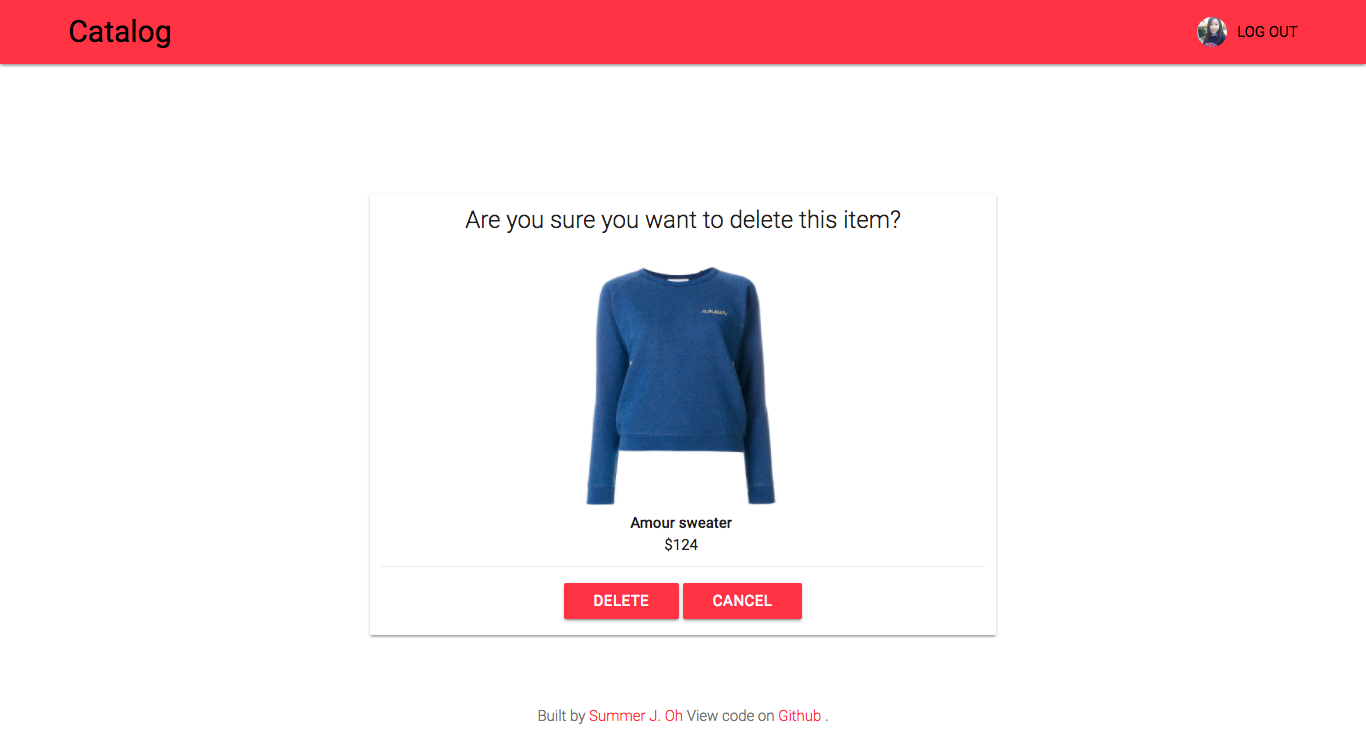 Catalog
LOG OUT
Are you sure you want to delete this item?
Amour sweater
$124
DELETE
CANCEL
Built by Summer J. Oh View code on Github .